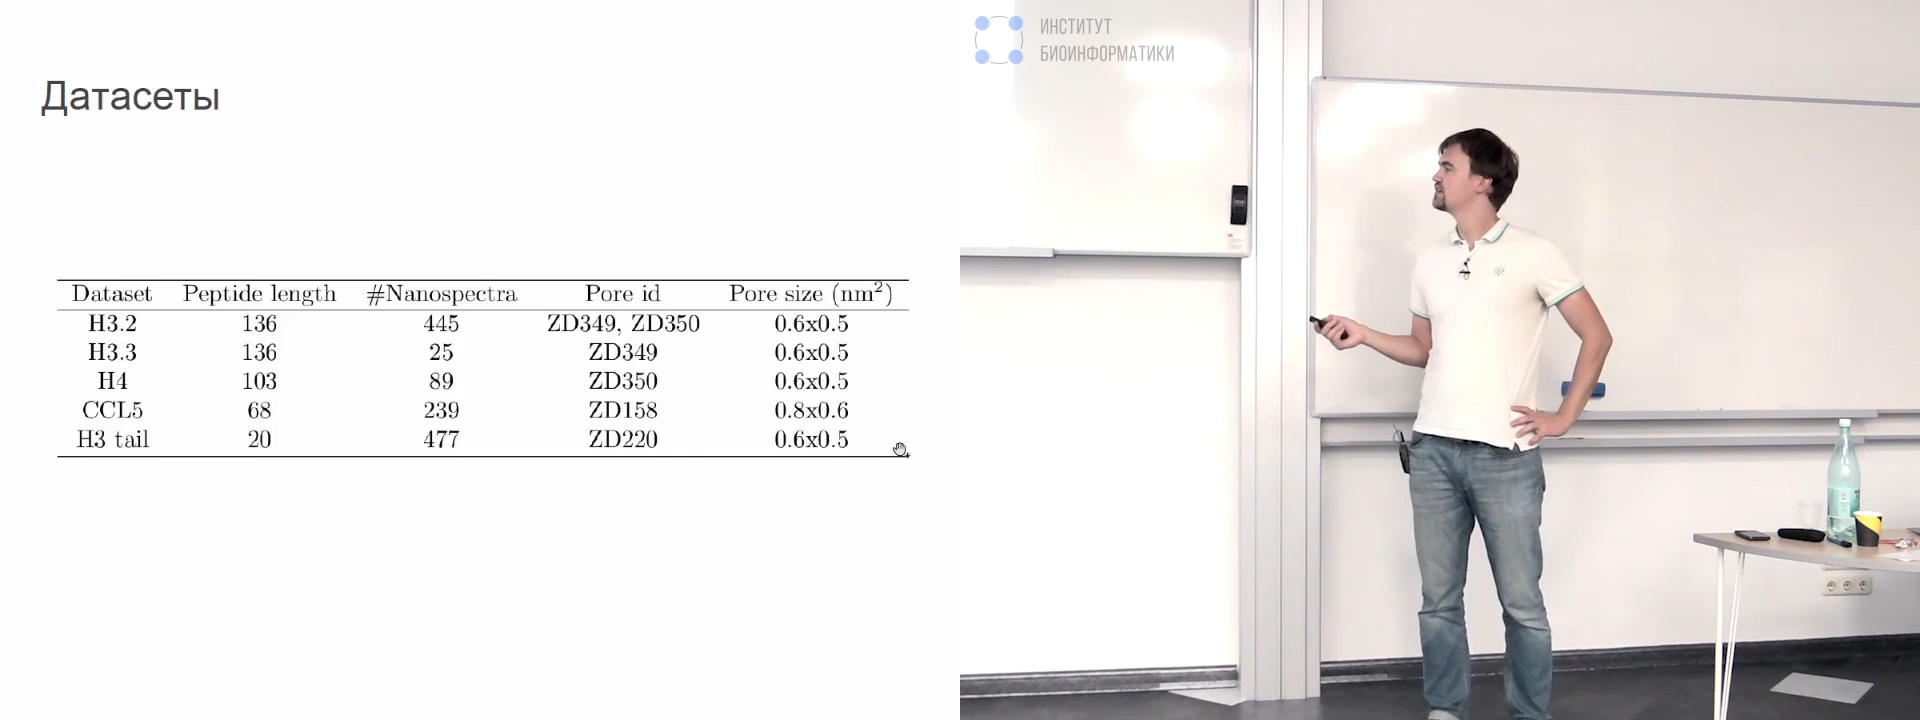 Датасеты
Dataset Peptide length #Nanospectra Pore id Pore size (nm²)
H3.2 136 445 ZD349, ZD350 0.6x0.5
H3.3 136 25 ZD349 0.6x0.5
H4 103 89 ZD350 0.6x0.5
CCL5 68 239 ZD158 0.8x0.6
H3 tail 20 477 ZD220 0.6x0.5
ИНСТИТУТ
БИОИНФОРМАТИКИ